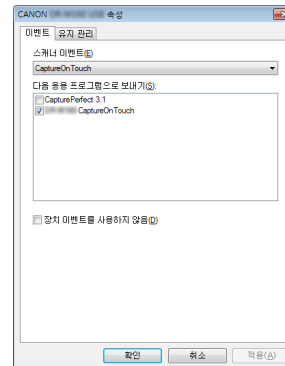 CANON 속성
이벤트 유지 관리
스캐너 이벤트(E)
CaptureOnTouch
다음 응용 프로그램으로 보내기(S):
CapturePerfect 3.1
CaptureOnTouch
장치 이벤트를 사용하지 않음(D)
확인 취소 적용(A)